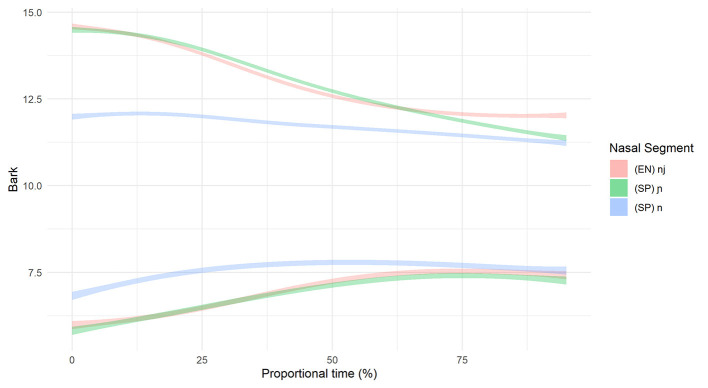 15.0
12.5
10.0
7.5
Bark
0
25
50
75
Proportional time (%)
Nasal Segment
(EN) nj
(SP) ɲ
(SP) n